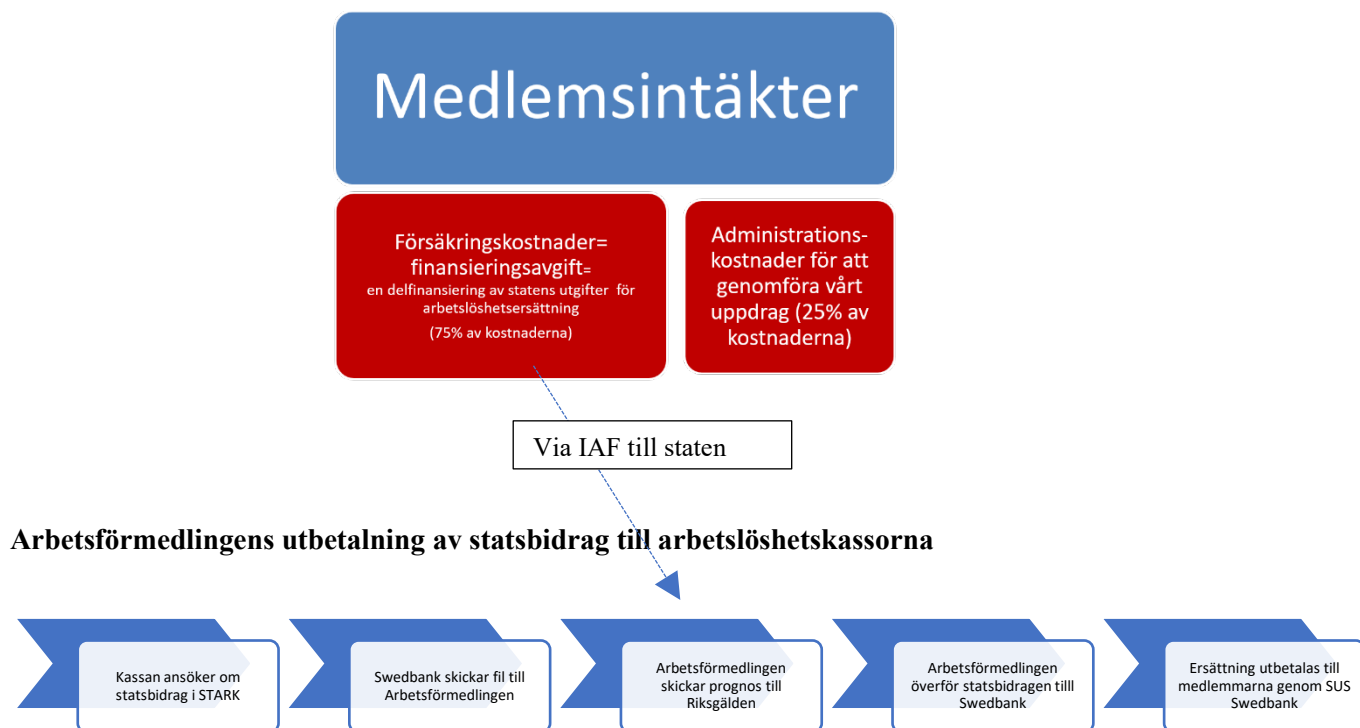 Medlemsintäkter
Försäkringskostnader=
finansieringsavgift=
en delfinansiering av statens utgifter för
arbetslöshetsersättning
(75% av kostnaderna)
Administrations-
kostnader för att
genomföra vårt
uppdrag (25% av
kostnaderna)
Via IAF till staten
Arbetsförmedlingens utbetalning av statsbidrag till arbetslöshetskassorna
Kassan ansöker om
statsbidrag i STARK
Swedbank skickar fil till
Arbetsförmedlingen
Arbetsförmedlingen
skickar prognos till
Riksgälden
Arbetsförmedlingen
överför statsbidragen tilll
Swedbank
Ersättning utbetalas till
medlemmarna genom SUS
Swedbank